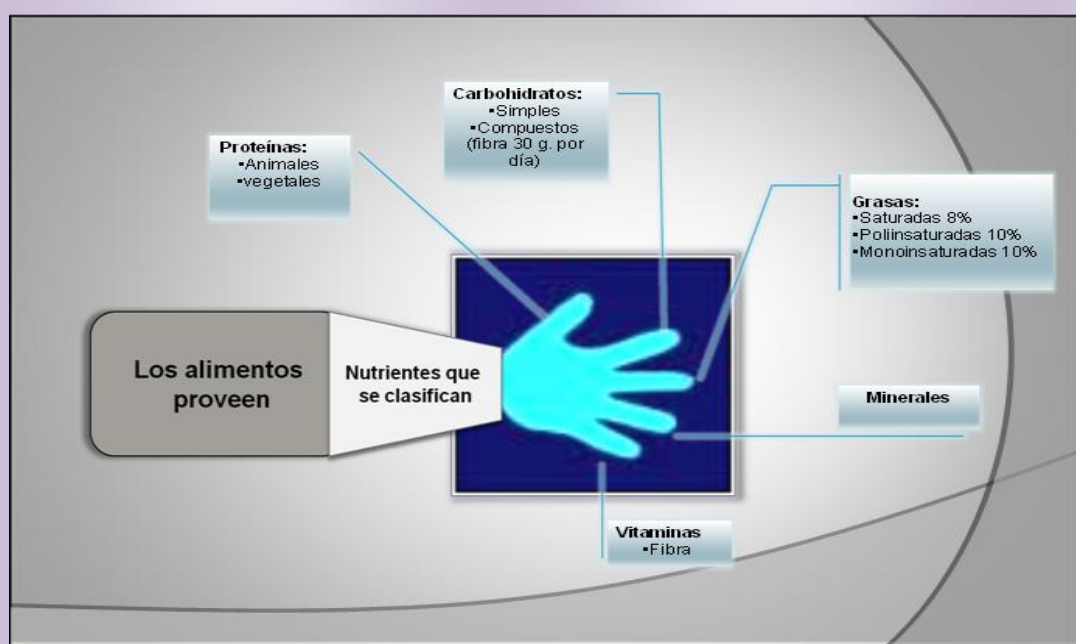 Carbohidratos:
▪Simples
▪Compuestos
(fibra 30 g. por
día)
Proteínas:
▪Animales
▪vegetales
Grasas:
▪Saturadas 8%
▪Poliinsaturadas 10%
▪Monoinsaturadas 10%
Los alimentos
proveen
Nutrientes que
se clasifican
Minerales
Vitaminas
▪Fibra